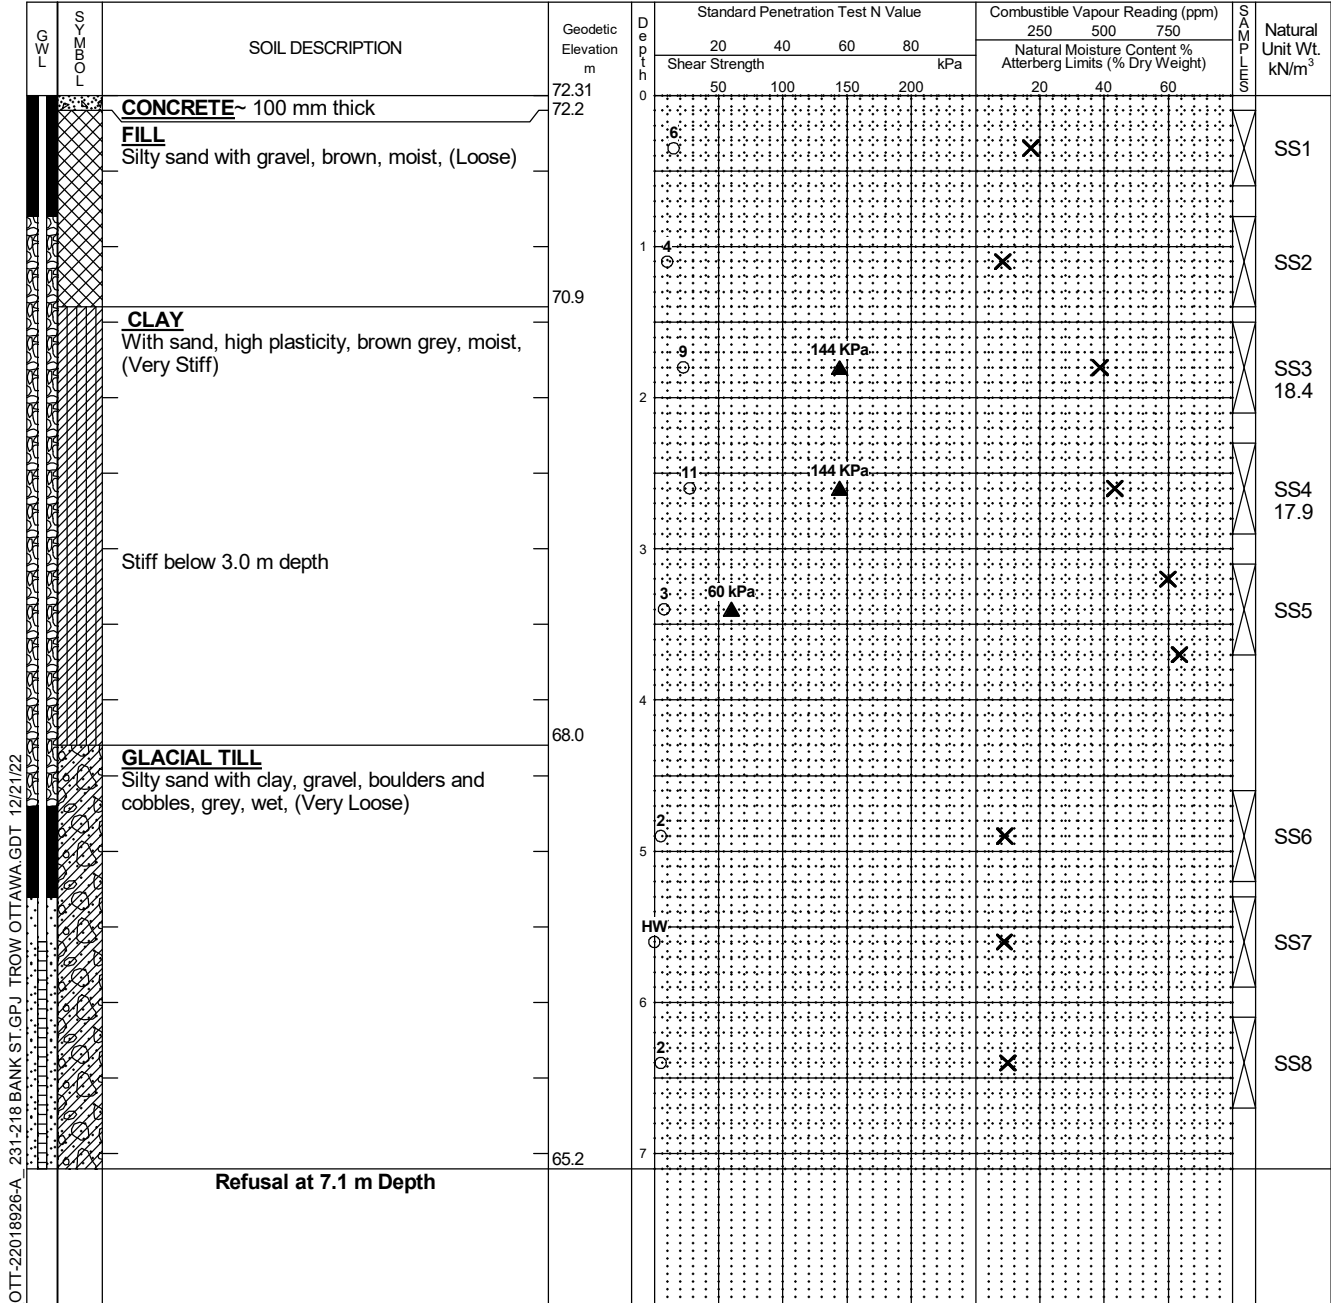 GWL
SYMBOL
SOIL DESCRIPTION
Geodetic
Elevation
m
Depth
Standard Penetration Test N Value
20 40 60 80
Shear Strength kPa
50 100 150 200
Combustible Vapour Reading (ppm)
250 500 750
Natural Moisture Content %
Atterberg Limits (% Dry Weight)
20 40 60
SAMPLES
Natural
Unit Wt.
kN/m³
72.31
0
CONCRETE~ 100 mm thick
72.2
FILL
Silty sand with gravel, brown, moist, (Loose)
6
SS1
1
4
SS2
70.9
CLAY
With sand, high plasticity, brown grey, moist,
(Very Stiff)
9
144 KPa
SS3
18.4
2
11
144 KPa
SS4
17.9
3
Stiff below 3.0 m depth
3
60 kPa
SS5
4
68.0
GLACIAL TILL
Silty sand with clay, gravel, boulders and
cobbles, grey, wet, (Very Loose)
2
SS6
5
HW
SS7
6
2
SS8
7
65.2
Refusal at 7.1 m Depth
OTT-22018926-A_ 231-218 BANK ST.GPJ TROW OTTAWA.GDT 12/21/22